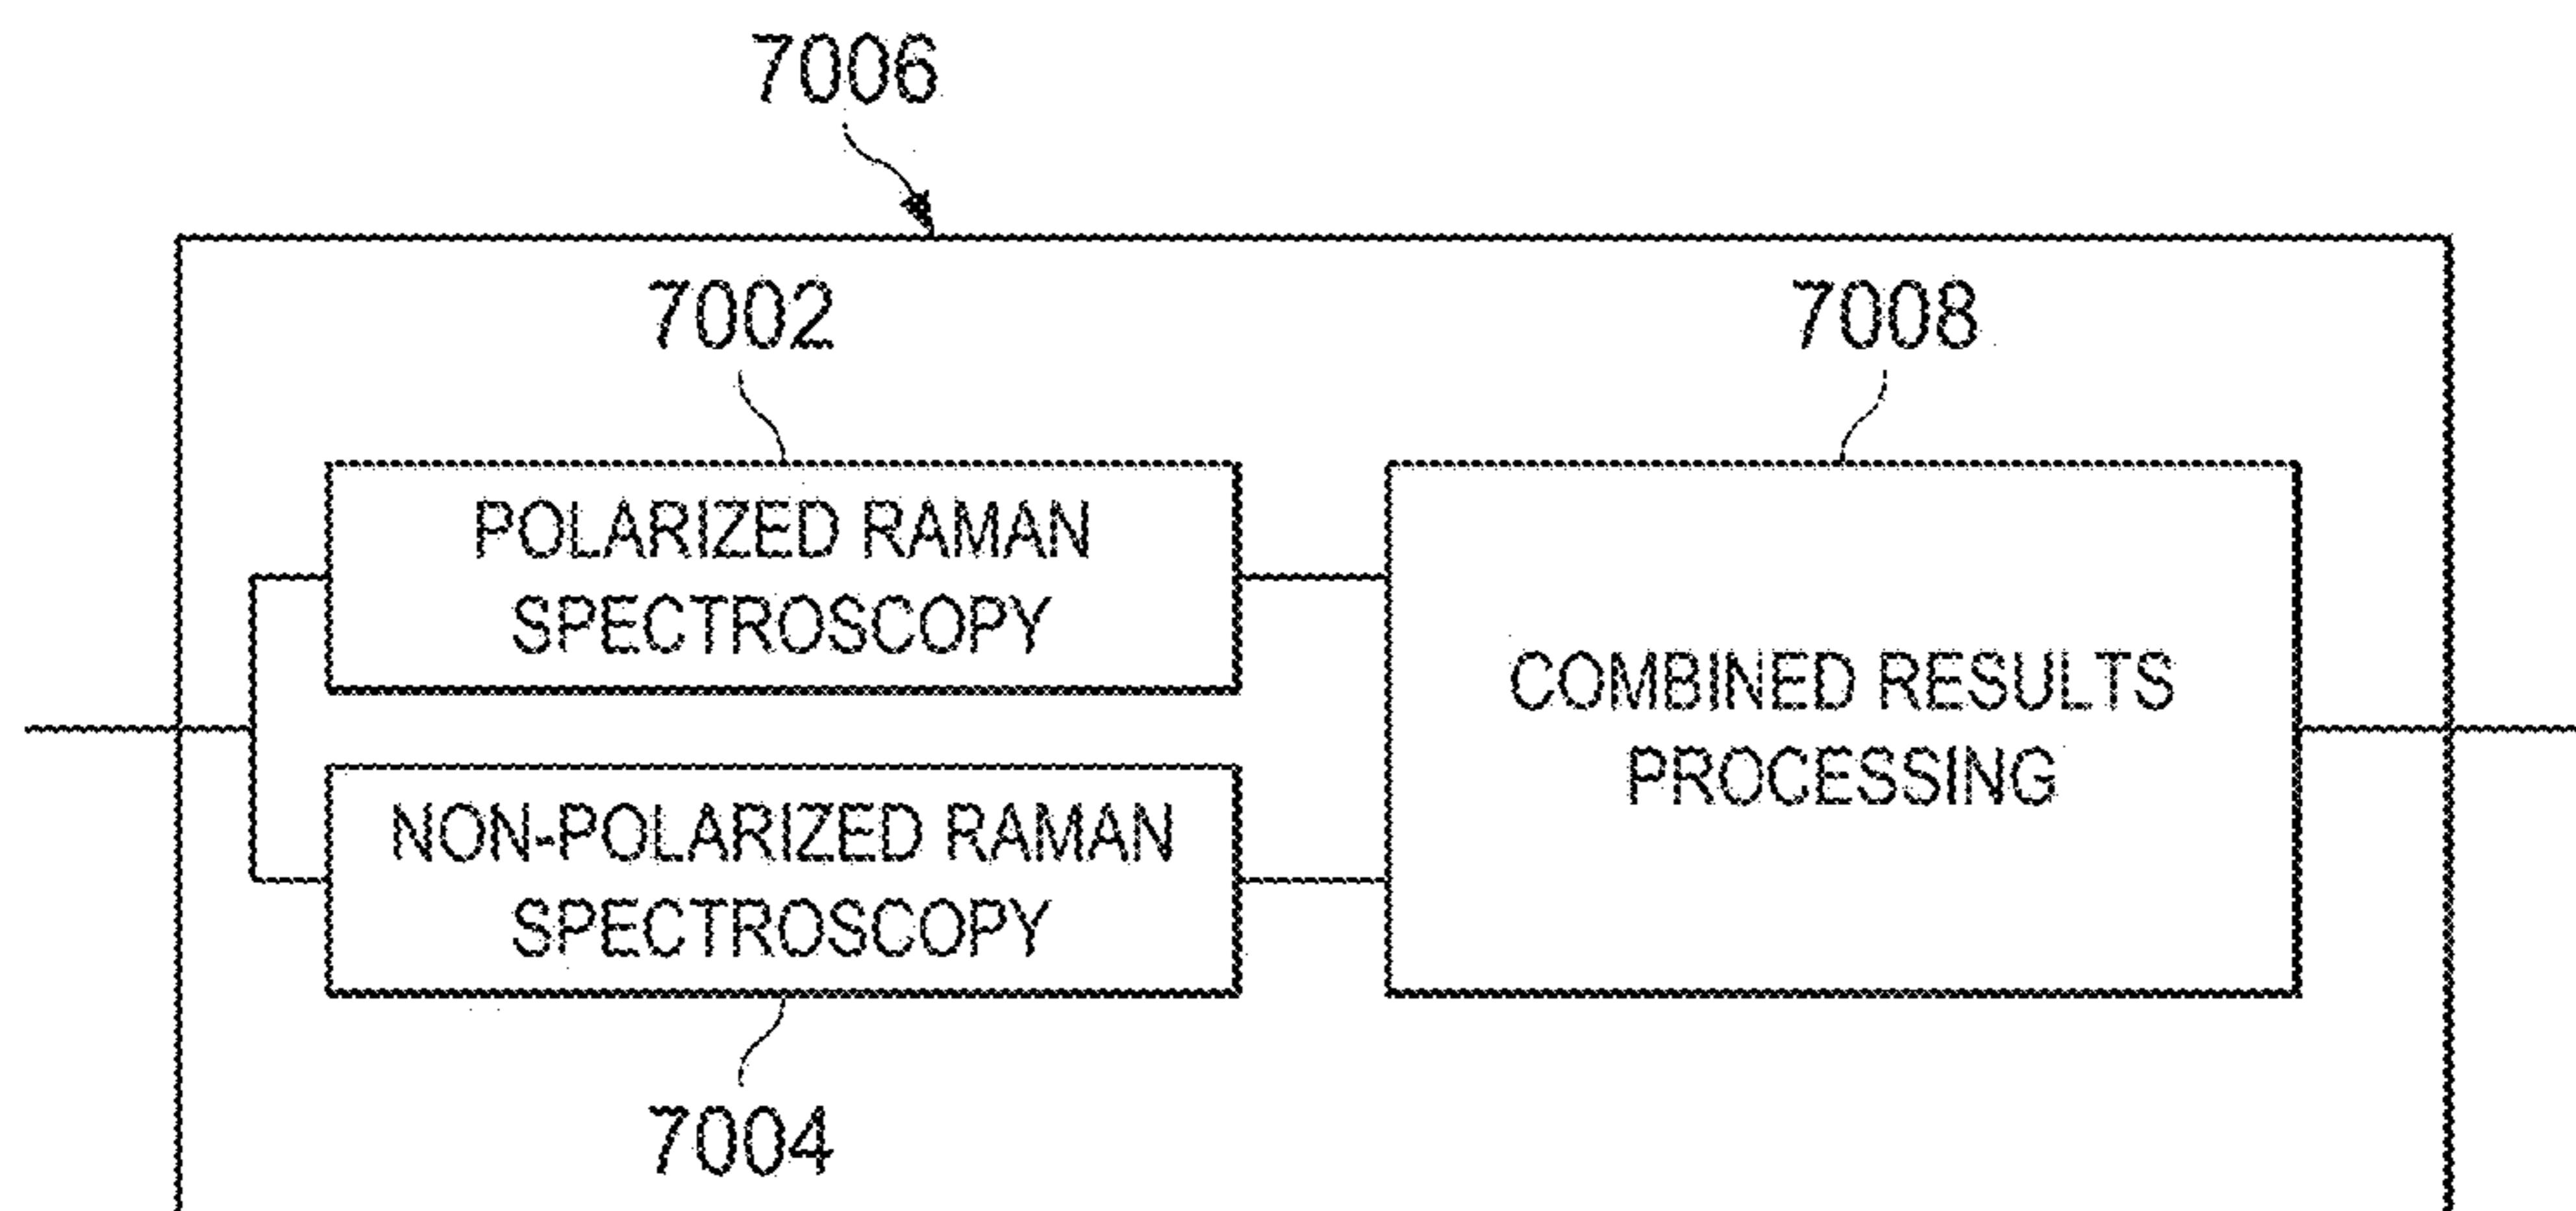 7006
7002
7008
POLARIZED RAMAN
SPECTROSCOPY
COMBINED RESULTS
PROCESSING
NON-POLARIZED RAMAN
SPECTROSCOPY
7004